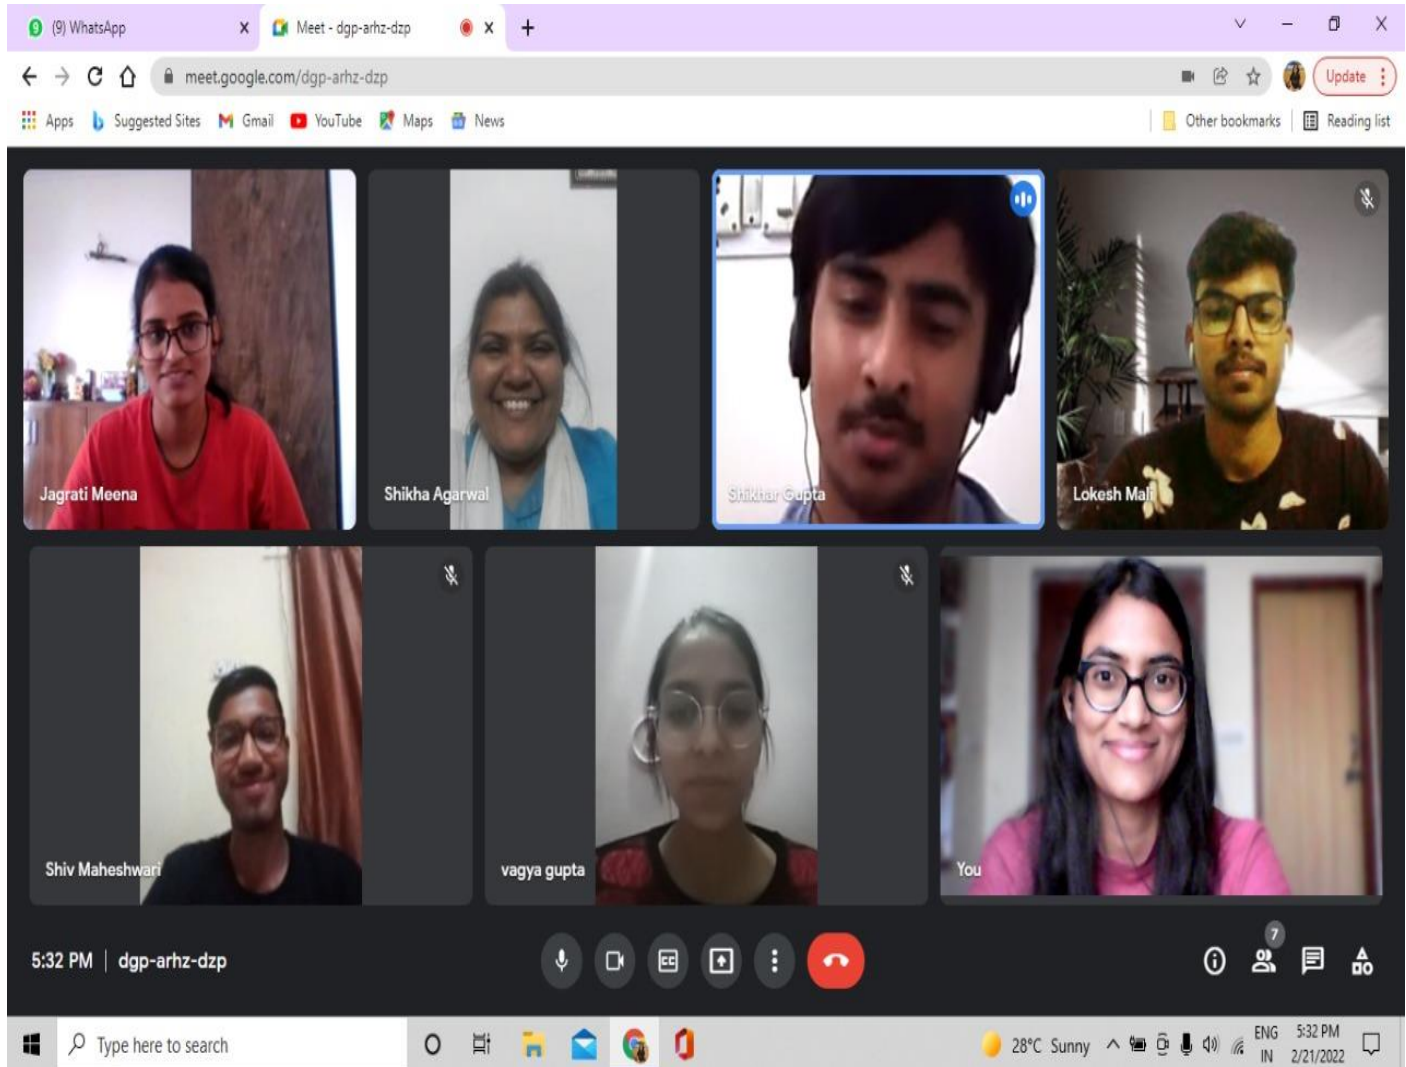 9 (9) WhatsApp
Meet - dgp-arhz-dzp
meet.google.com/dgp-arhz-dzp
Update
Apps
Suggested Sites
Gmail
YouTube
Maps
News
Other bookmarks
Reading list
Jagrati Meena
Shikha Agarwal
Shikhar Gupta
Lokesh Mali
Shiv Maheshwari
vagya gupta
You
5:32 PM | dgp-arhz-dzp
CC
7
Type here to search
28°C Sunny
ENG
IN
5:32 PM
2/21/2022